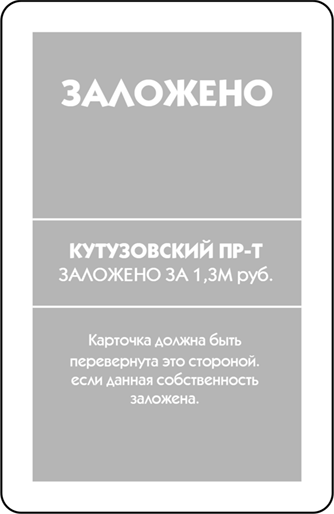 ЗАЛОЖЕНО
КУТУЗОВСКИЙ ПР-Т
ЗАЛОЖЕНО ЗА 1,3М руб.
Карточка должна быть
перевернута это стороной.
если данная собственность
заложена.